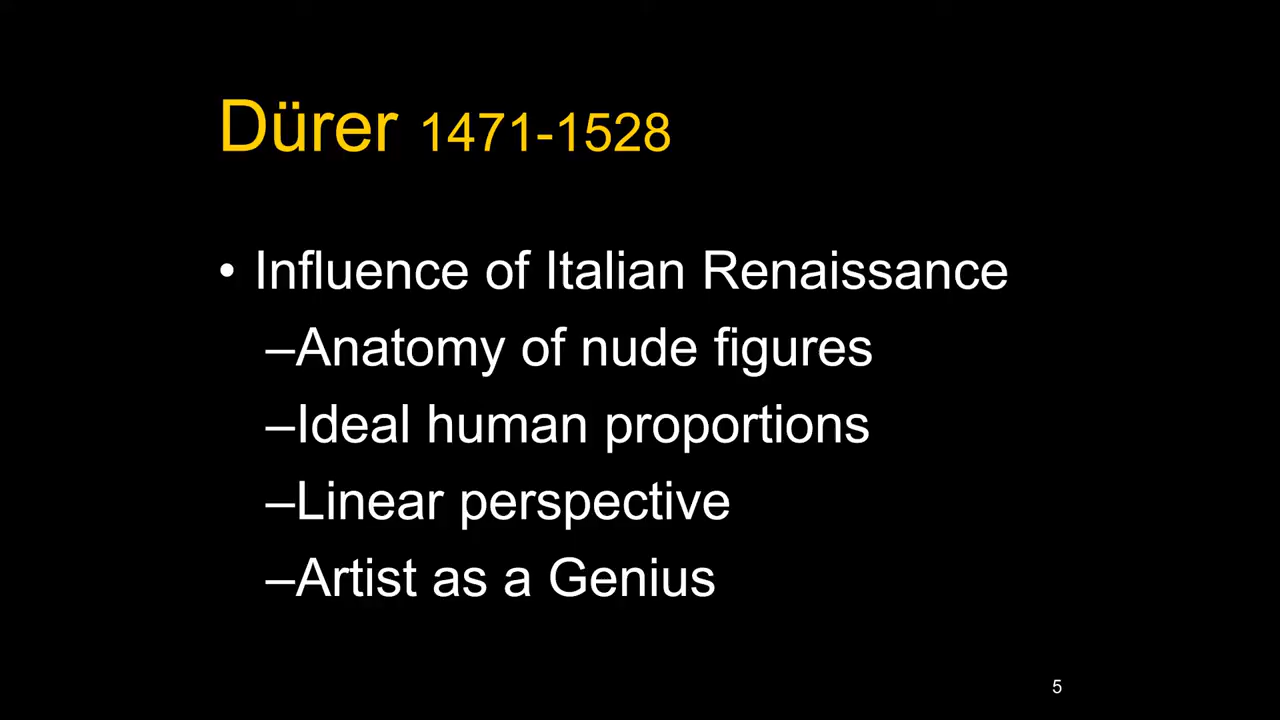 Dürer 1471-1528
• Influence of Italian Renaissance
–Anatomy of nude figures
–Ideal human proportions
–Linear perspective
–Artist as a Genius
5